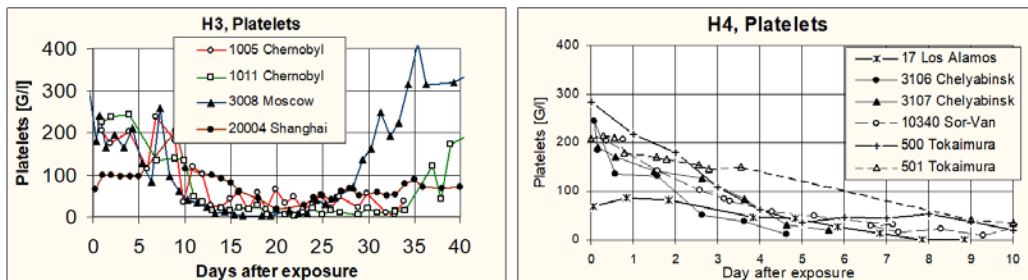 H3, Platelets
Platelets [G/l]
400
300
200
100
0
1005 Chernobyl
1011 Chernobyl
3008 Moscow
20004 Shanghai
0 5 10 15 20 25 30 35 40
Days after exposure
H4, Platelets
Platelets [G/l]
400
300
200
100
0
17 Los Alamos
3106 Chelyabinsk
3107 Chelyabinsk
10340 Sor-Van
500 Tokaimura
501 Tokaimura
0 1 2 3 4 5 6 7 8 9 10
Day after exposure